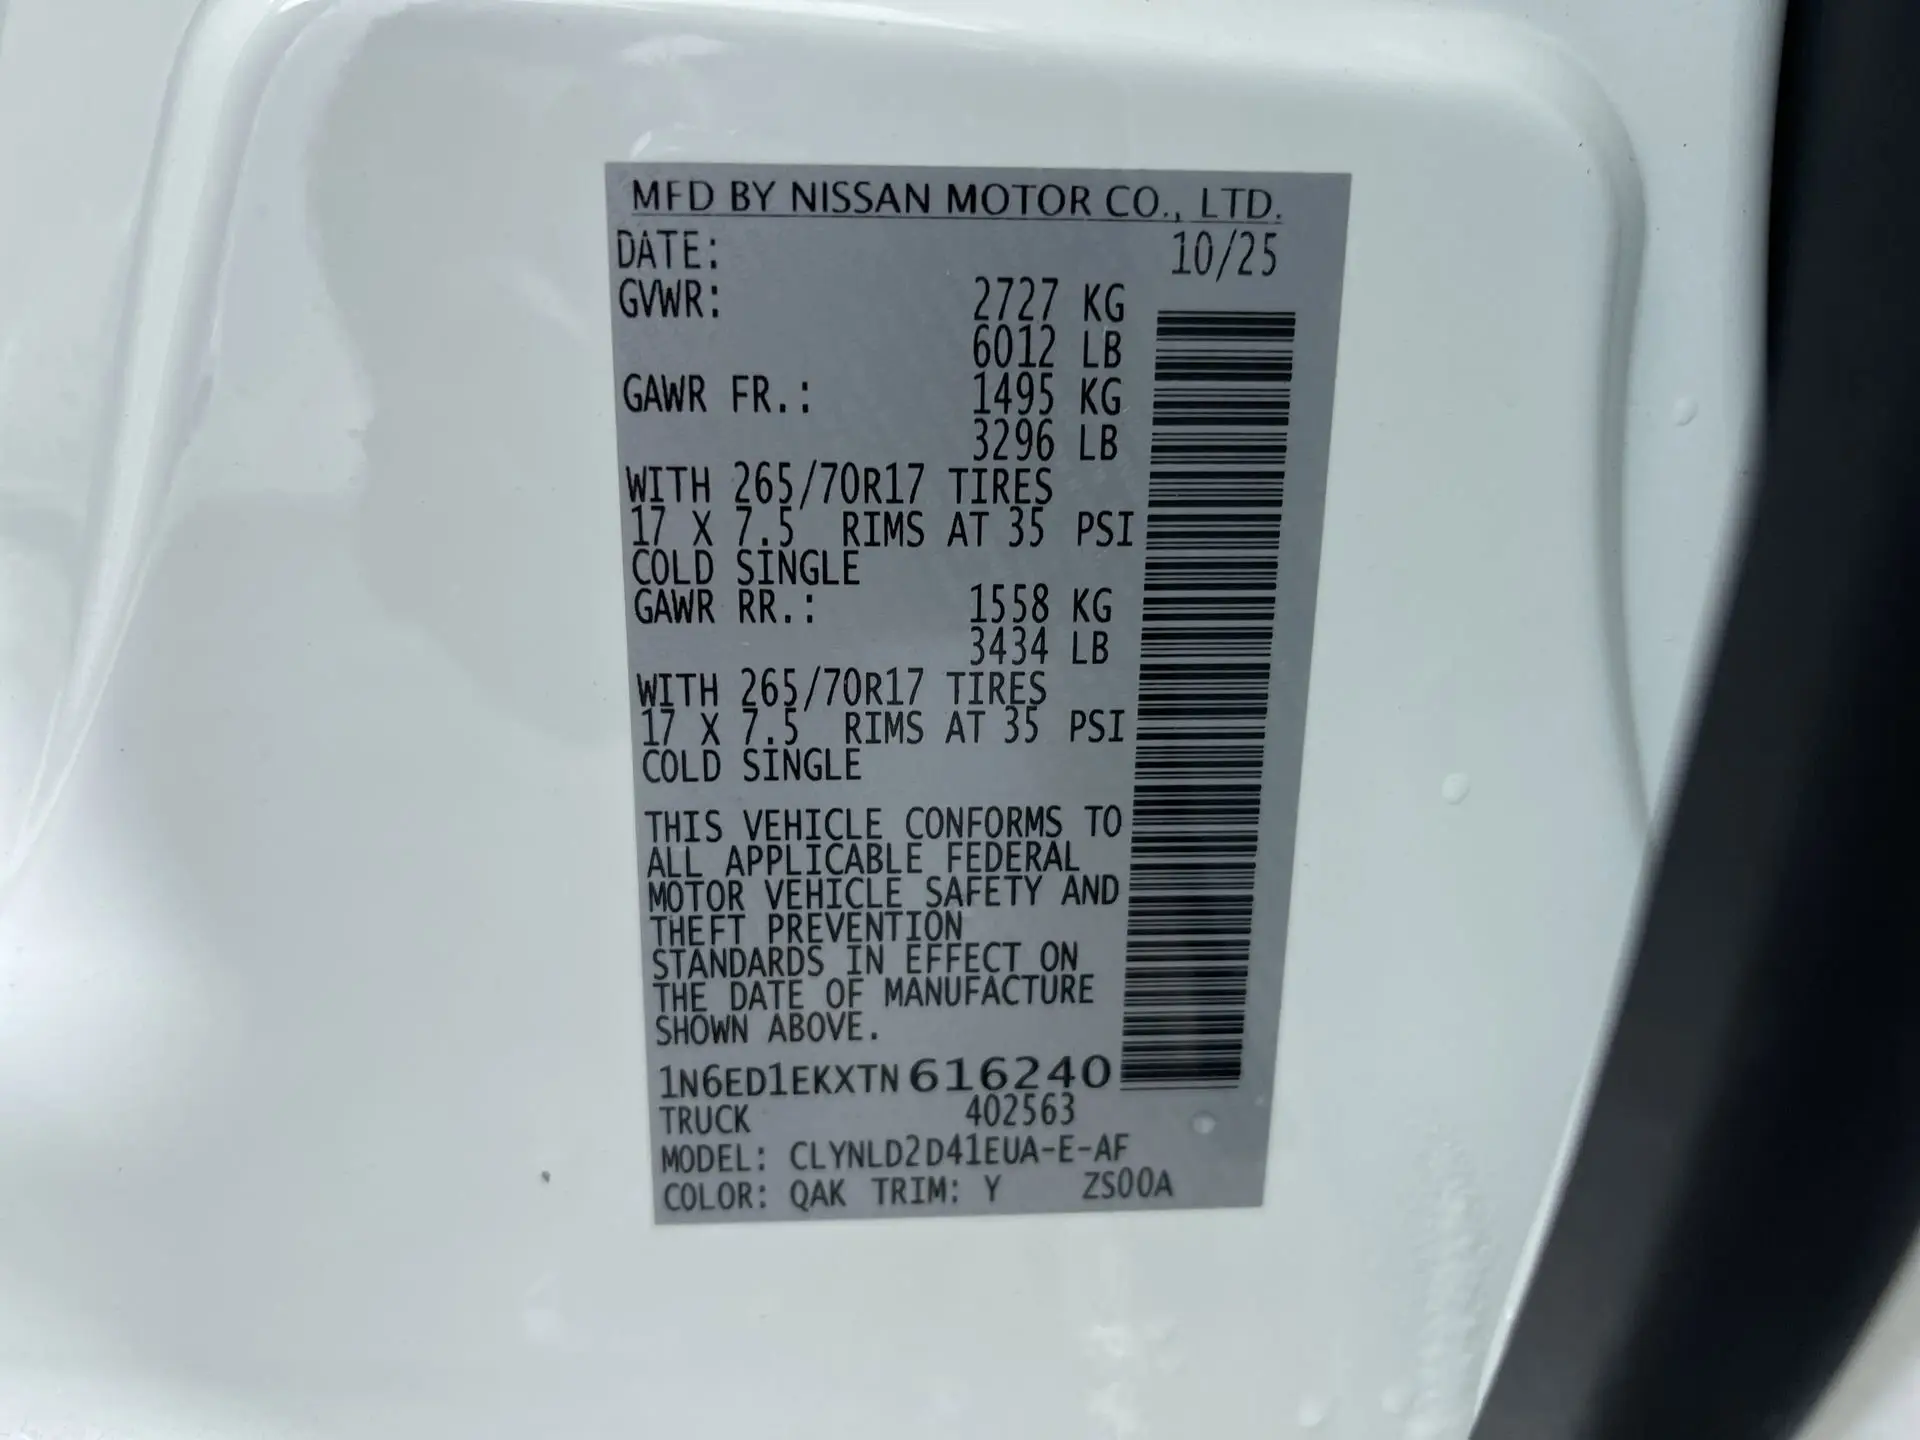 MFD BY NISSAN MOTOR CO., LTD.
DATE: 10/25
GVWR: 2727 KG
6012 LB
GAWR FR.: 1495 KG
3296 LB
WITH 265/70R17 TIRES
17 X 7.5 RIMS AT 35 PSI
COLD SINGLE
GAWR RR.: 1558 KG
3434 LB
WITH 265/70R17 TIRES
17 X 7.5 RIMS AT 35 PSI
COLD SINGLE
THIS VEHICLE CONFORMS TO
ALL APPLICABLE FEDERAL
MOTOR VEHICLE SAFETY AND
THEFT PREVENTION
STANDARDS IN EFFECT ON
THE DATE OF MANUFACTURE
SHOWN ABOVE.
1N6ED1EKXTN616240
TRUCK 402563
MODEL: CLYNLD2D41EUA-E-AF
COLOR: QAK TRIM: Y ZS00A